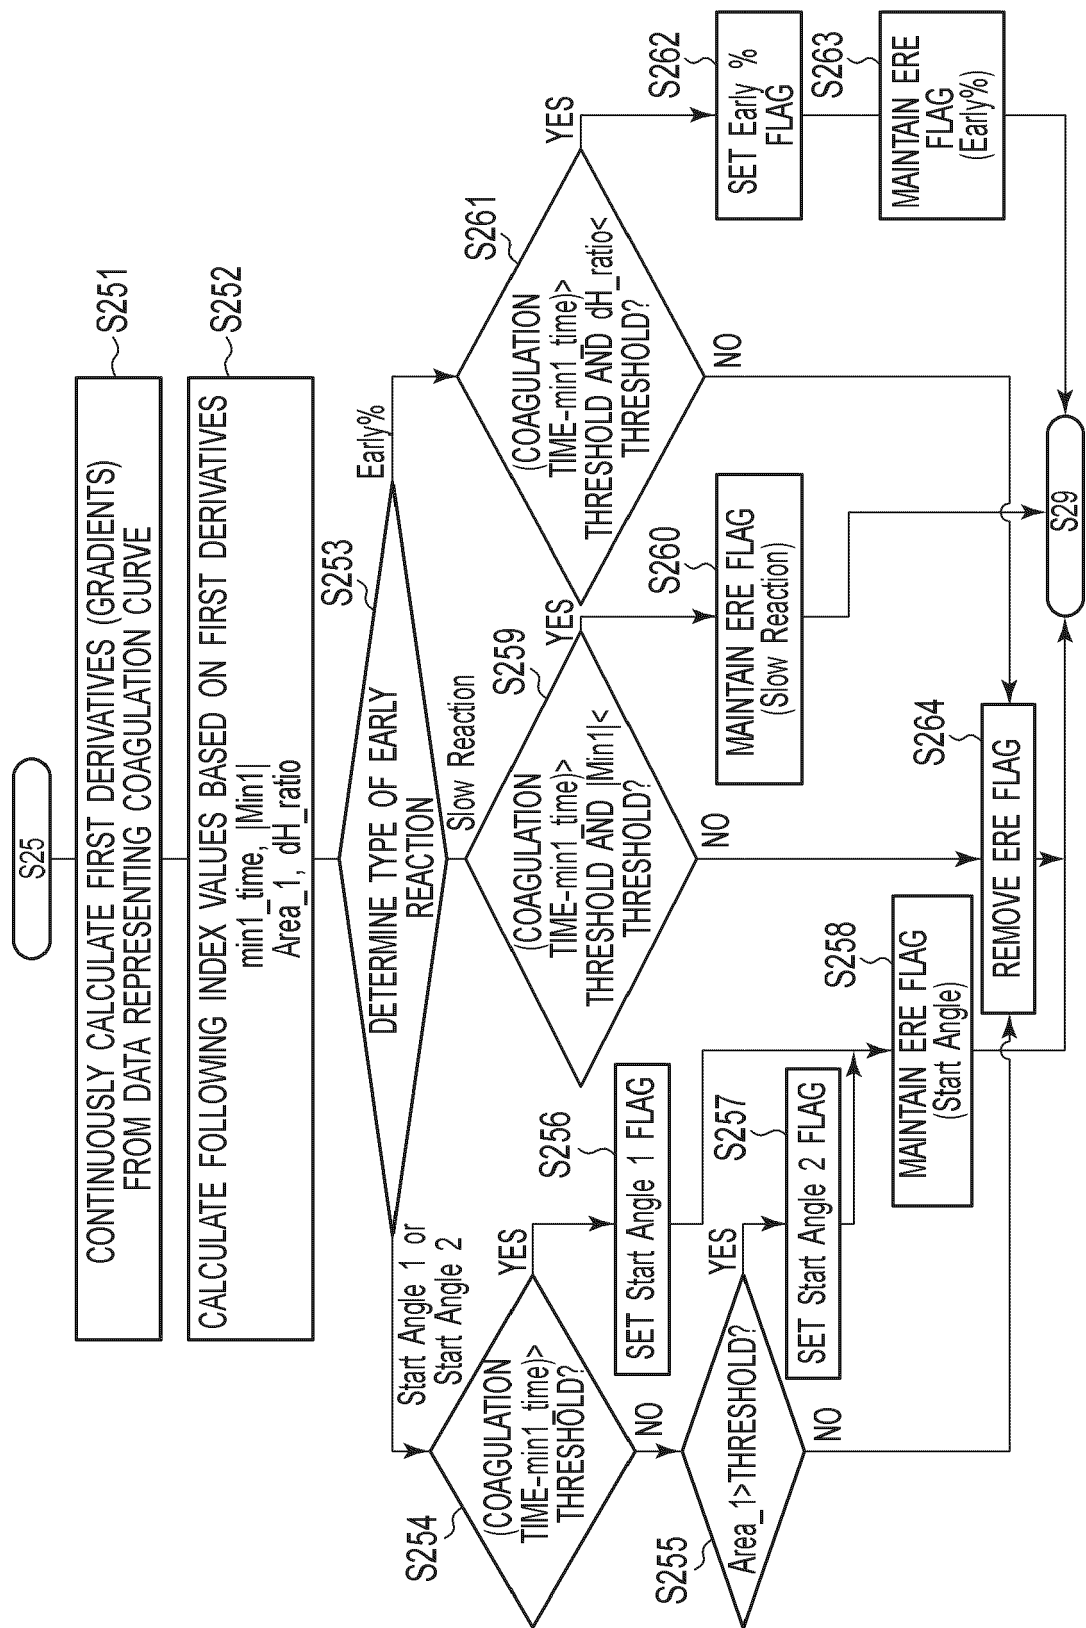 S25
S251
CONTINUOUSLY CALCULATE FIRST DERIVATIVES (GRADIENTS)
FROM DATA REPRESENTING COAGULATION CURVE
S252
CALCULATE FOLLOWING INDEX VALUES BASED ON FIRST DERIVATIVES
min1_time, |Min1|
Area_1, dH_ratio
S253
DETERMINE TYPE OF EARLY
REACTION
Start Angle 1 or
Start Angle 2
Slow Reaction
Early%
S254
(COAGULATION
TIME-min1_time)>
THRESHOLD?
YES
NO
S255
Area_1>THRESHOLD?
YES
NO
S256
SET Start Angle 1 FLAG
S257
SET Start Angle 2 FLAG
S258
MAINTAIN ERE FLAG
(Start Angle)
S259
(COAGULATION
TIME-min1_time)>
THRESHOLD AND |Min1|<
THRESHOLD?
YES
NO
S260
MAINTAIN ERE FLAG
(Slow Reaction)
S261
(COAGULATION
TIME-min1_time)>
THRESHOLD AND dH_ratio<
THRESHOLD?
YES
NO
S262
SET Early %
FLAG
S263
MAINTAIN ERE
FLAG
(Early%)
S264
REMOVE ERE FLAG
S29